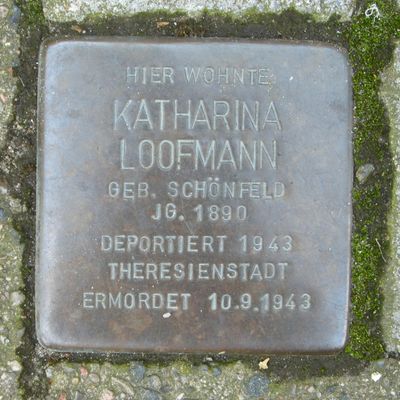 HIER WOHNTE
KATHARINA
LOOFMANN
GEB. SCHÖNFELD
JG. 1890
DEPORTIERT 1943
THERESIENSTADT
ERMORDET 10.9.1943